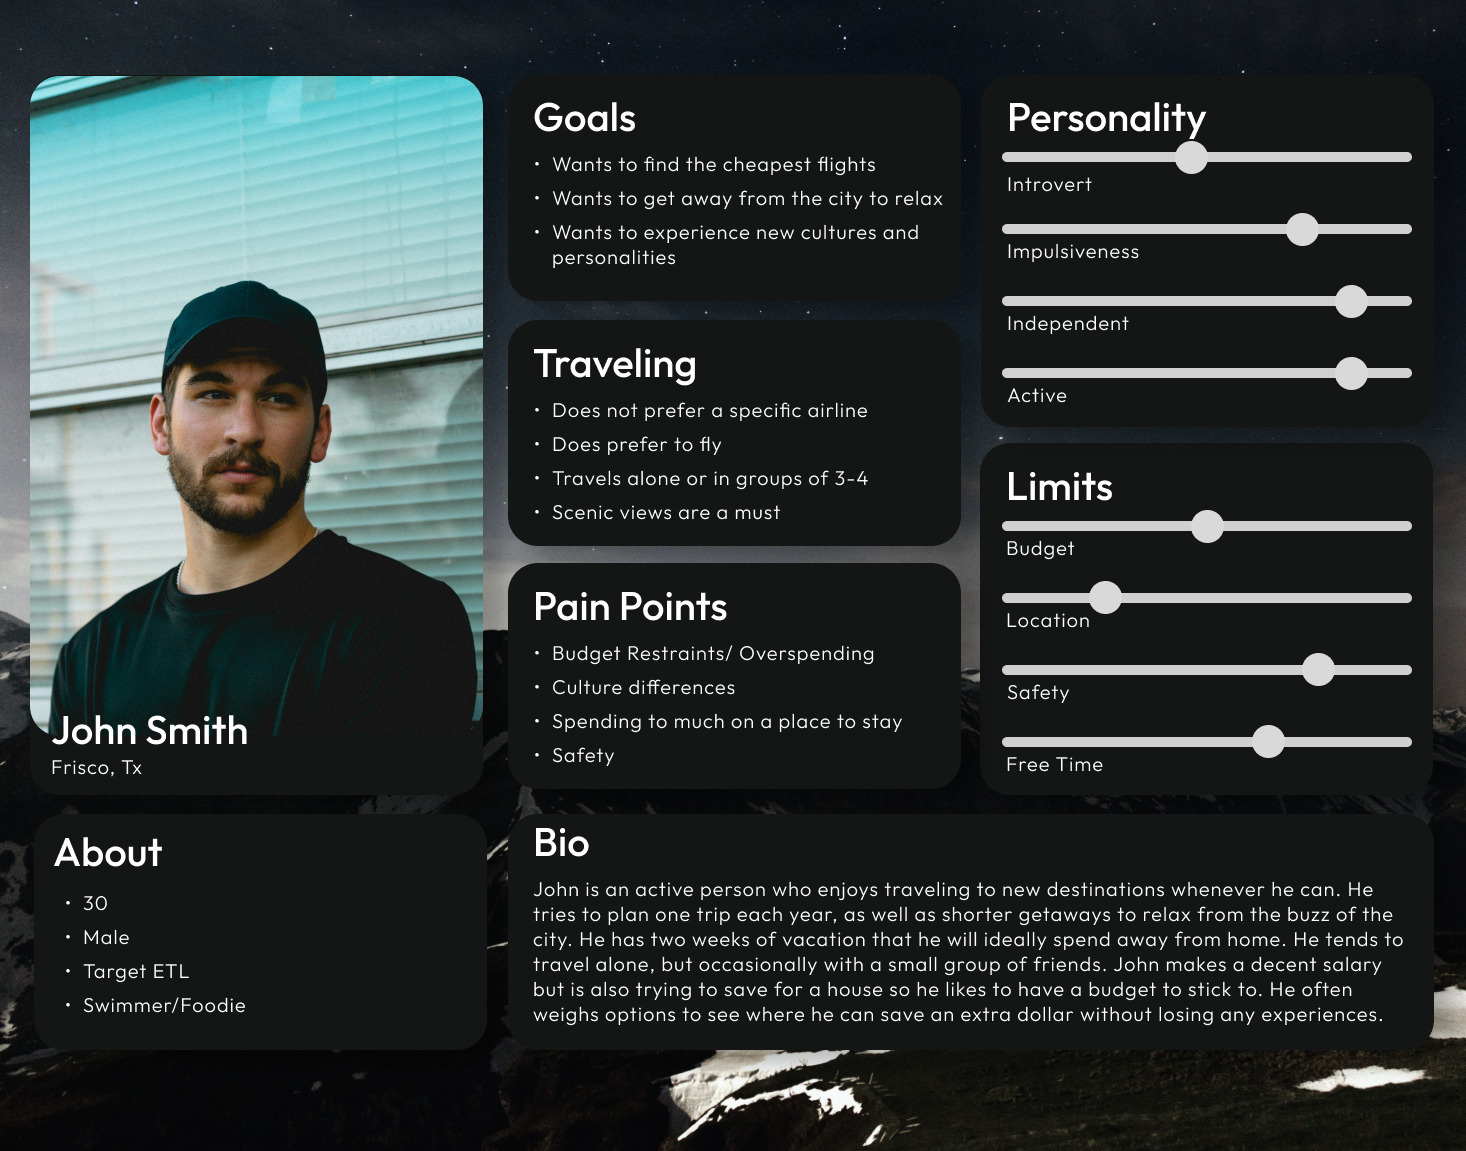 John Smith
Frisco, Tx
About
• 30
• Male
• Target ETL
• Swimmer/Foodie
Goals
• Wants to find the cheapest flights
• Wants to get away from the city to relax
• Wants to experience new cultures and
personalities
Traveling
• Does not prefer a specific airline
• Does prefer to fly
• Travels alone or in groups of 3-4
• Scenic views are a must
Pain Points
• Budget Restraints/ Overspending
• Culture differences
• Spending to much on a place to stay
• Safety
Personality
Introvert
Impulsiveness
Independent
Active
Limits
Budget
Location
Safety
Free Time
Bio
John is an active person who enjoys traveling to new destinations whenever he can. He
tries to plan one trip each year, as well as shorter getaways to relax from the buzz of the
city. He has two weeks of vacation that he will ideally spend away from home. He tends to
travel alone, but occasionally with a small group of friends. John makes a decent salary
but is also trying to save for a house so he likes to have a budget to stick to. He often
weighs options to see where he can save an extra dollar without losing any experiences.